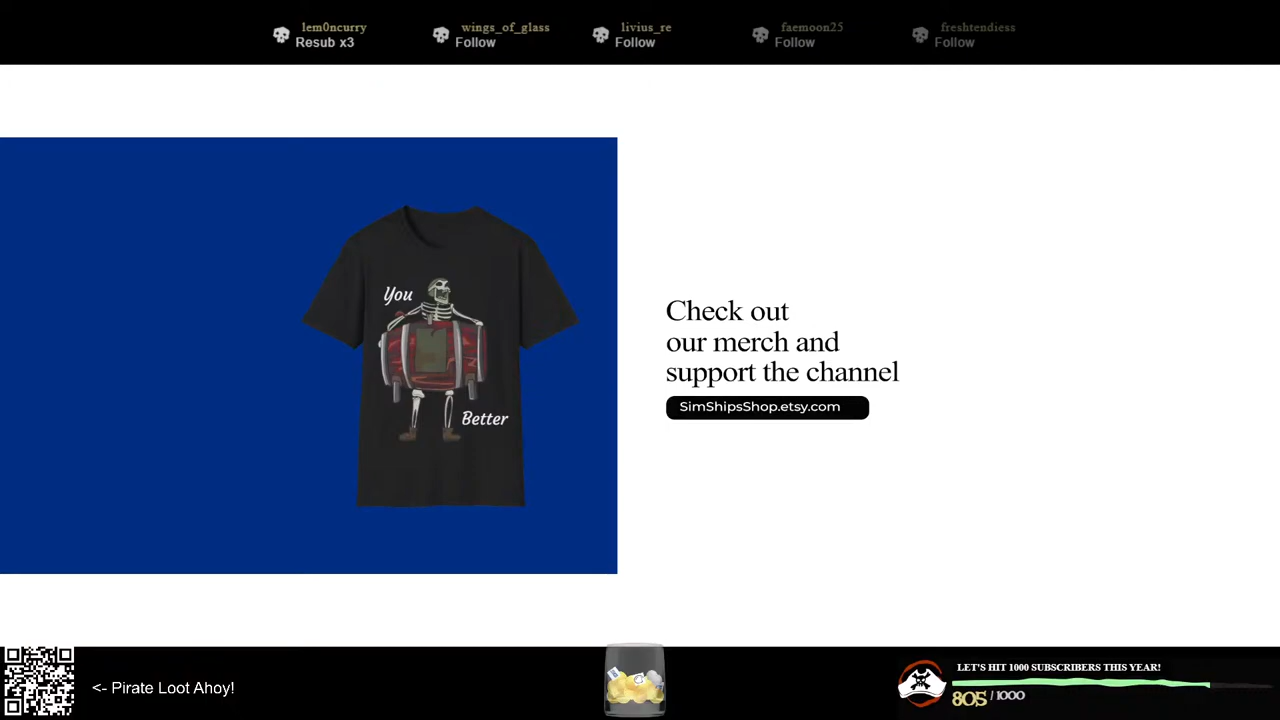 lem0ncurry
Resub x3
wings_of_glass
Follow
livius_re
Follow
faemoon25
Follow
freshtendiess
Follow
You
Better
Check out
our merch and
support the channel
SimShipsShop.etsy.com
<- Pirate Loot Ahoy!
LET'S HIT 1000 SUBSCRIBERS THIS YEAR!
805 / 1000